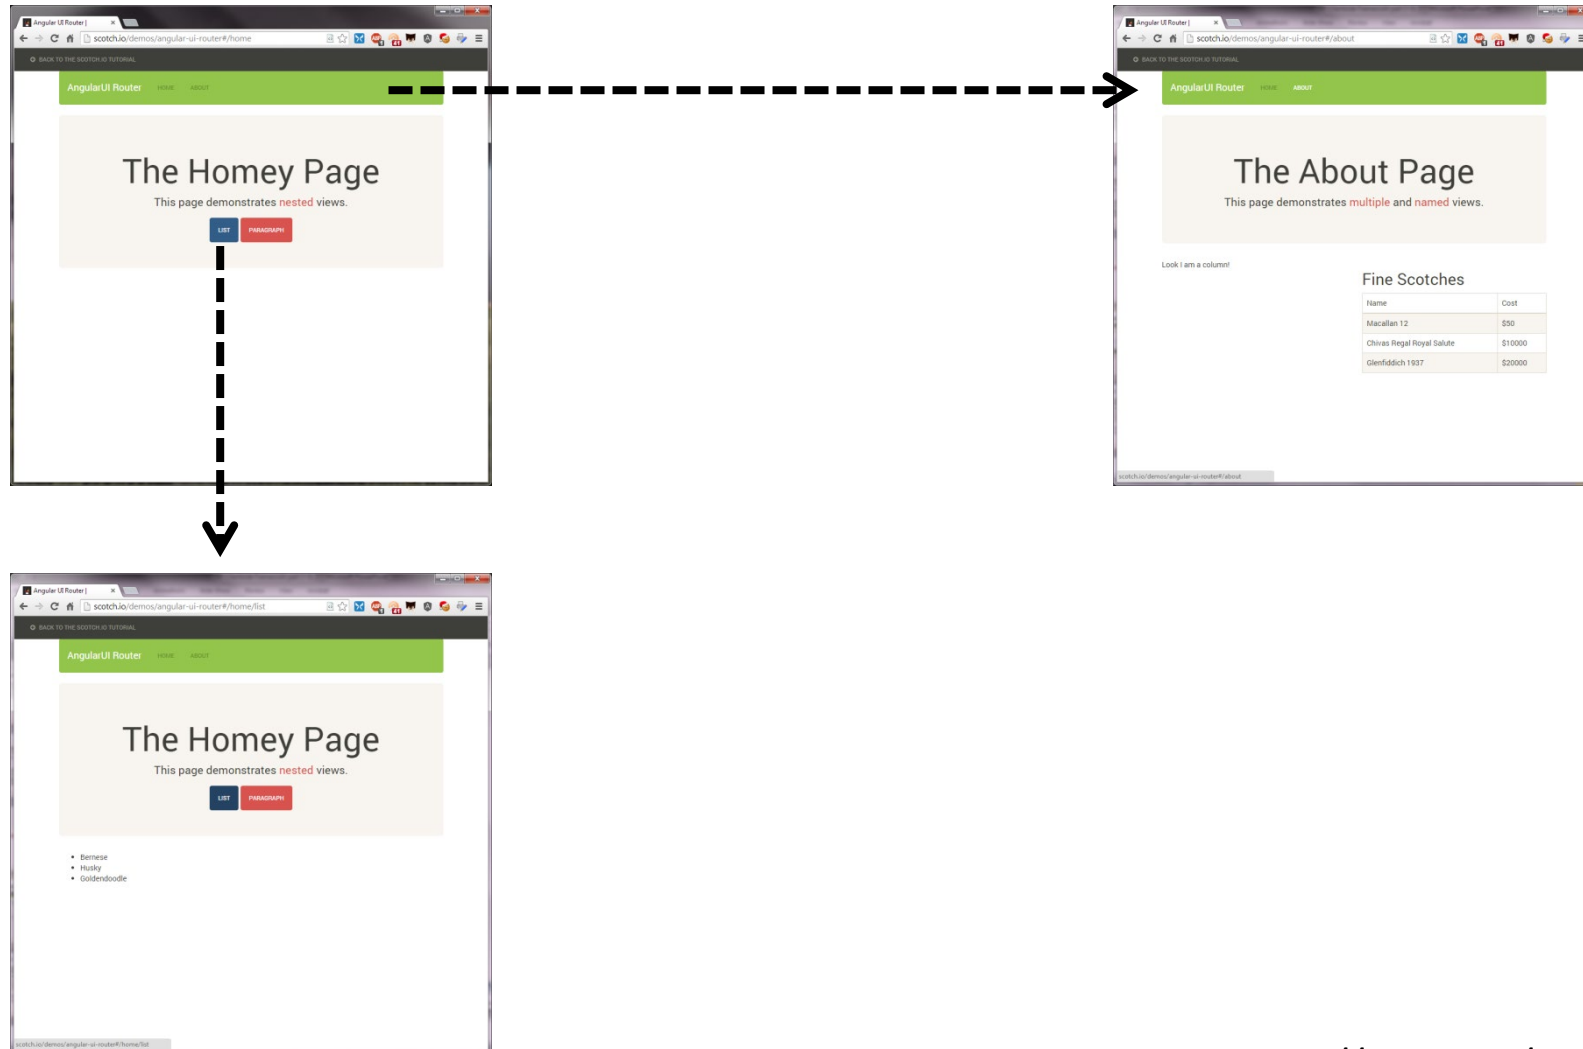 Angular UI Router |
scotch.io/demos/angular-ui-router#/home
BACK TO THE SCOTCH.IO TUTORIAL
AngularUI Router HOME ABOUT
The Homey Page
This page demonstrates nested views.
LIST PARAGRAPH
Angular UI Router |
scotch.io/demos/angular-ui-router#/about
BACK TO THE SCOTCH.IO TUTORIAL
AngularUI Router HOME ABOUT
The About Page
This page demonstrates multiple and named views.
Look I am a column!
Fine Scotches
Name Cost
Macallan 12 $50
Chivas Regal Royal Salute $10000
Glenfiddich 1937 $20000
scotch.io/demos/angular-ui-router#/about
Angular UI Router |
scotch.io/demos/angular-ui-router#/home/list
BACK TO THE SCOTCH.IO TUTORIAL
AngularUI Router HOME ABOUT
The Homey Page
This page demonstrates nested views.
LIST PARAGRAPH
Bernese
Husky
Goldendoodle
scotch.io/demos/angular-ui-router#/home/list